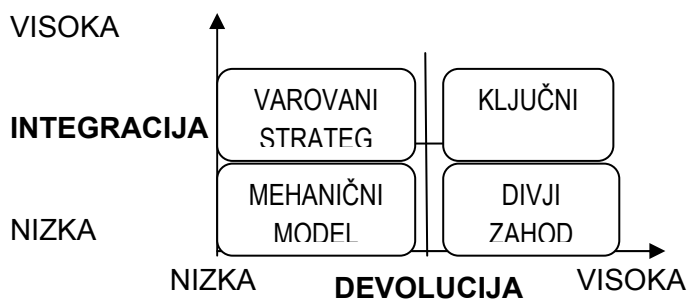 VISOKA
VAROVANI
STRATEG
KLJUČNI
INTEGRACIJA
MEHANIČNI
MODEL
DIVJI
ZAHOD
NIZKA
NIZKA
DEVOLUCIJA
VISOKA